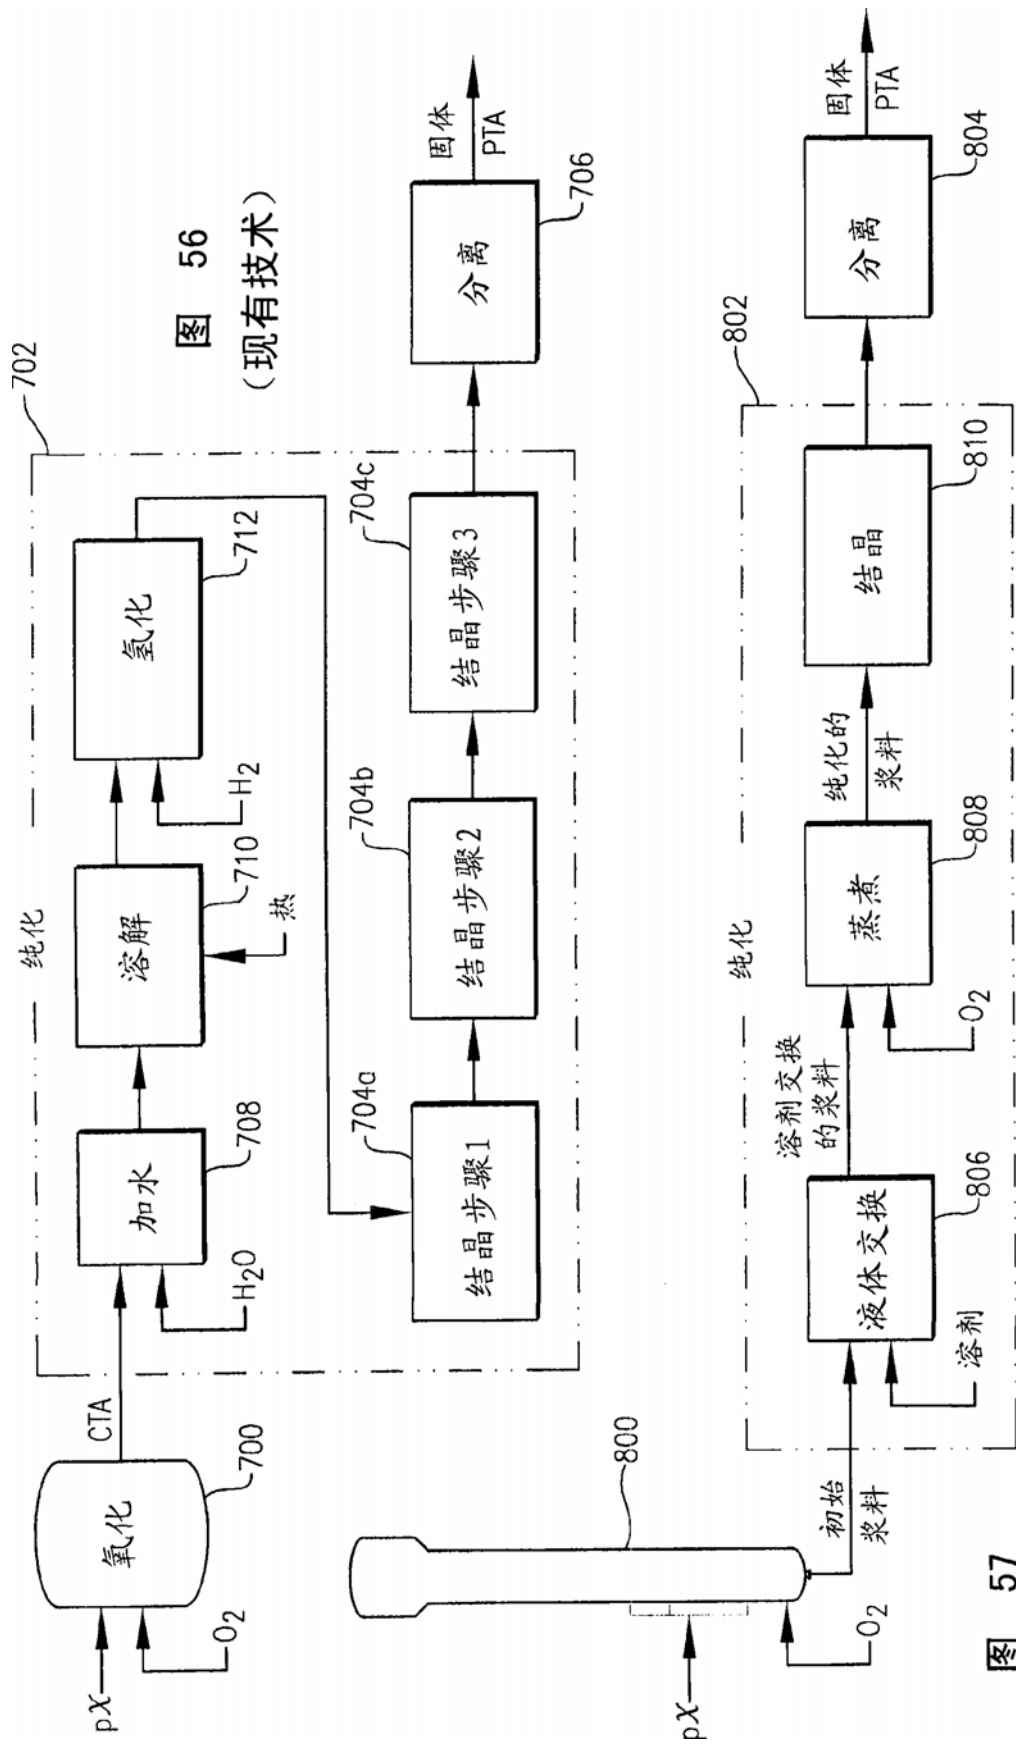 图 56
(现有技术)
pX
O2
氧化
700
CTA
纯化
702
H2O
加水
708
溶解
710
热
H2
氢化
712
结晶步骤1
704a
结晶步骤2
704b
结晶步骤3
704c
分离
706
固体
PTA
图 57
pX
O2
800
初始
浆料
纯化
802
溶剂
液体交换
806
溶剂交换
的浆料
O2
蒸煮
808
纯化的
浆料
结晶
810
分离
804
固体
PTA